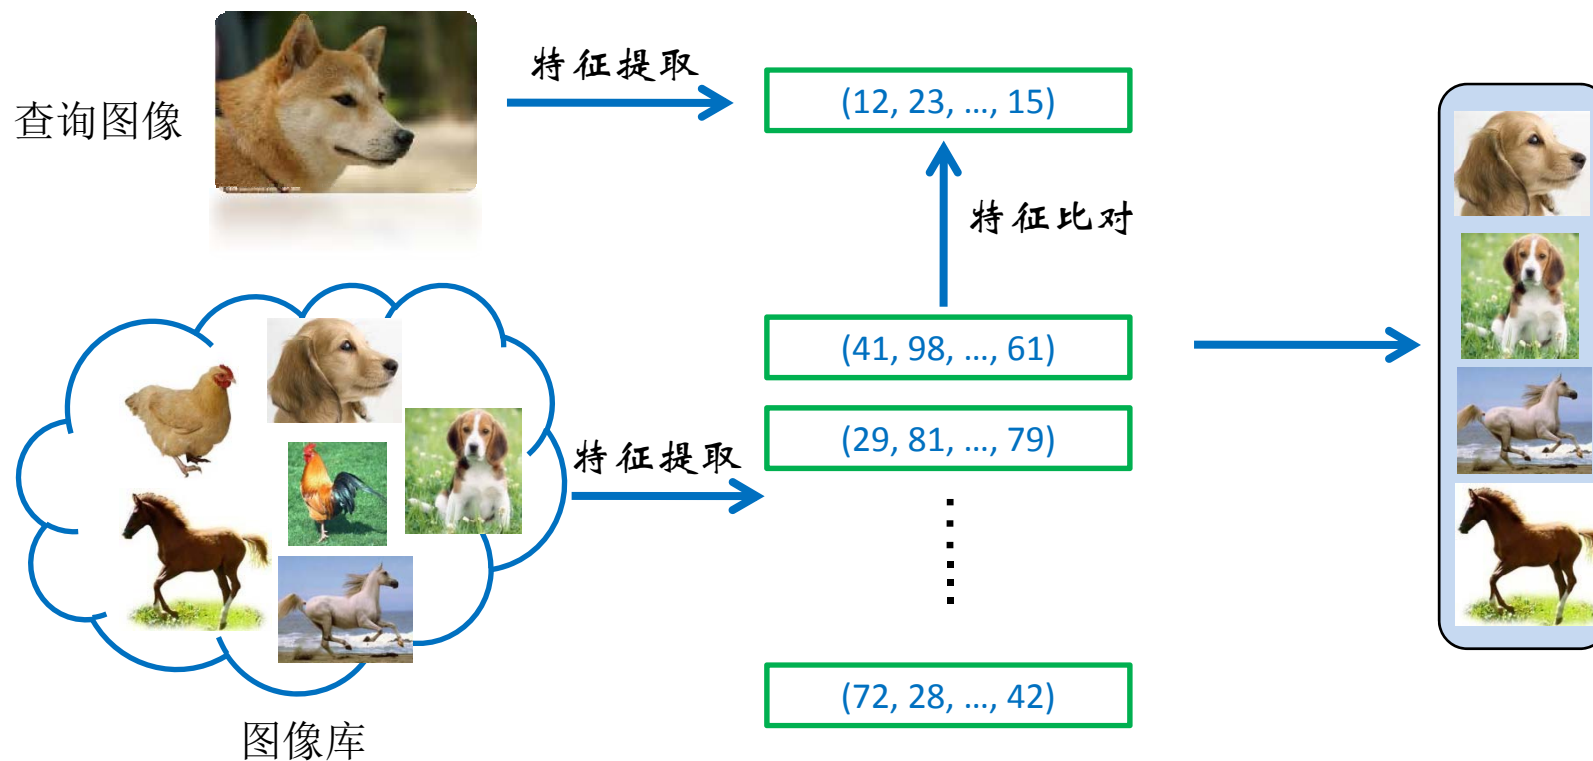 特征提取
(12, 23, ..., 15)
查询图像
特征比对
(41, 98, ..., 61)
(29, 81, ..., 79)
特征提取
(72, 28, ..., 42)
图像库